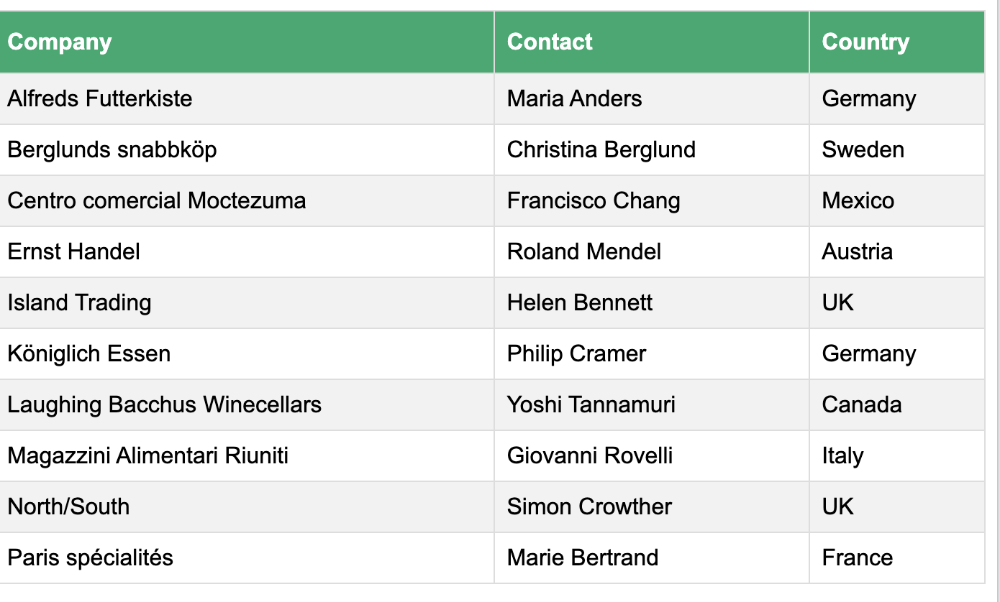 Company Contact Country
Alfreds Futterkiste Maria Anders Germany
Berglunds snabbköp Christina Berglund Sweden
Centro comercial Moctezuma Francisco Chang Mexico
Ernst Handel Roland Mendel Austria
Island Trading Helen Bennett UK
Königlich Essen Philip Cramer Germany
Laughing Bacchus Winecellars Yoshi Tannamuri Canada
Magazzini Alimentari Riuniti Giovanni Rovelli Italy
North/South Simon Crowther UK
Paris spécialités Marie Bertrand France